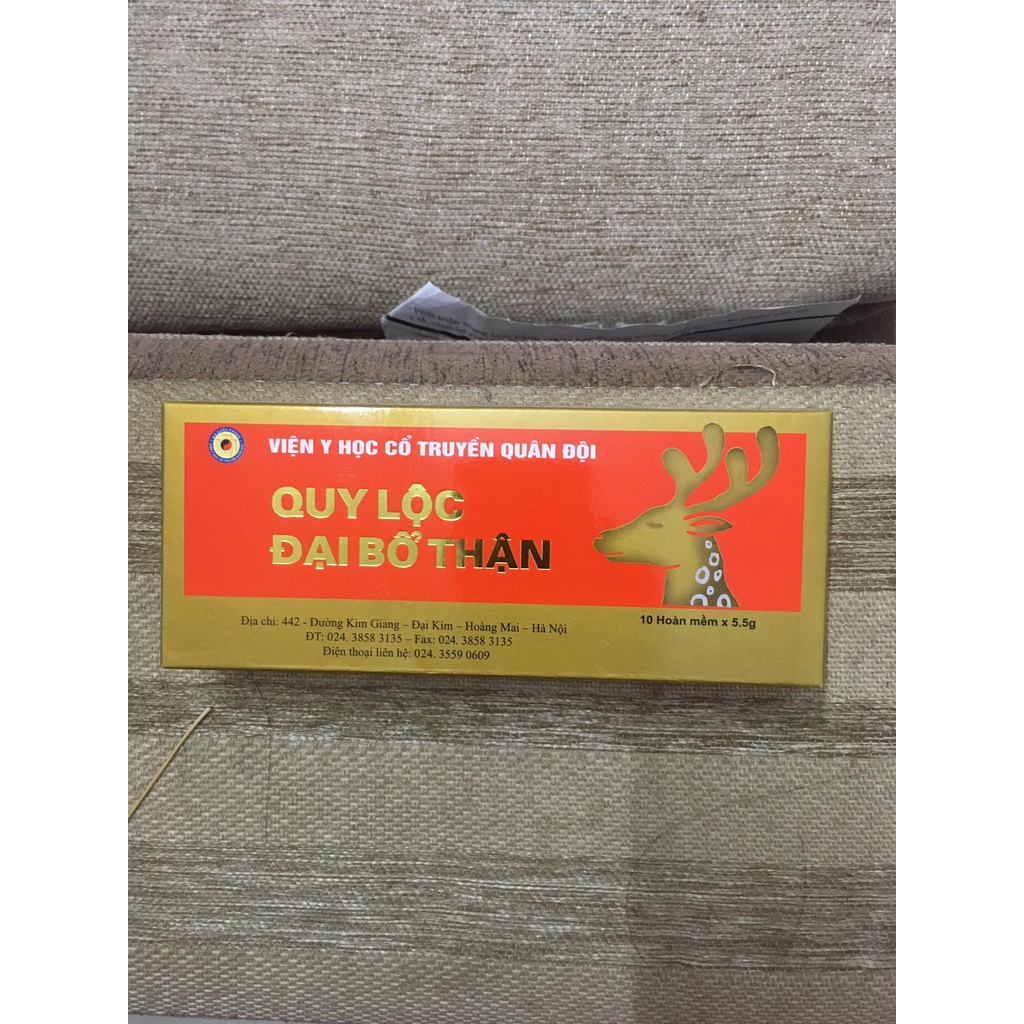 VIỆN Y HỌC CỔ TRUYỀN QUÂN ĐỘI
QUY LỘC
ĐẠI BỔ THẬN
10 Hoàn mềm x 5.5g
Địa chỉ: 442 - Đường Kim Giang – Đại Kim – Hoàng Mai – Hà Nội
ĐT: 024. 3858 3135 – Fax: 024. 3858 3135
Điện thoại liên hệ: 024. 3559 0609